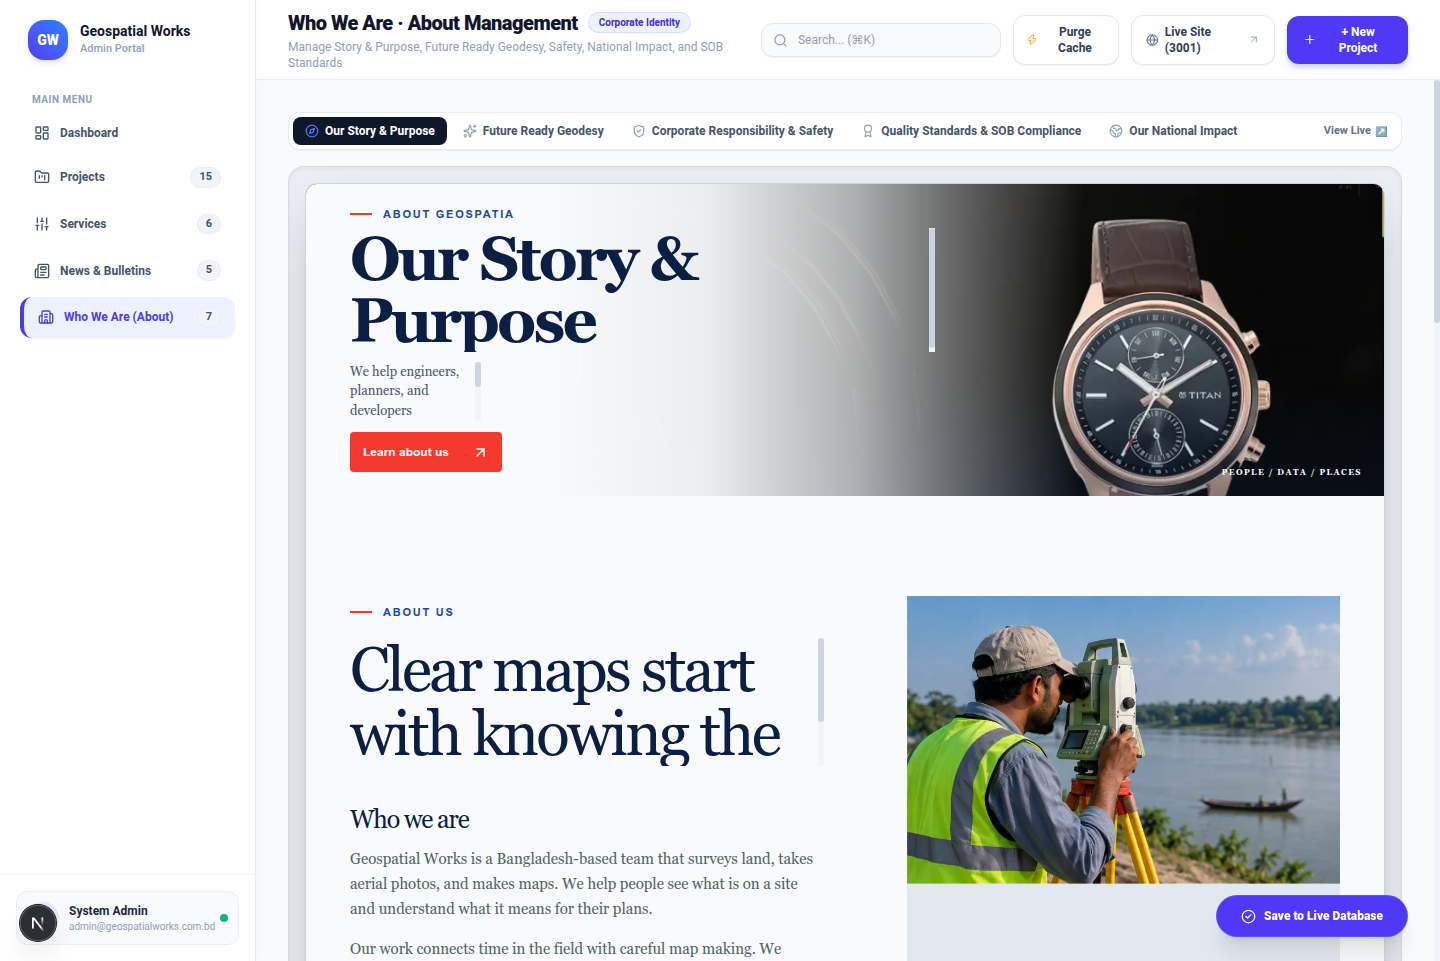 GW
Geospatial Works
Admin Portal
MAIN MENU
Dashboard
Projects 15
Services 6
News & Bulletins 5
Who We Are (About) 7
N
System Admin
admin@geospatialworks.com.bd
Who We Are · About Management
Corporate Identity
Manage Story & Purpose, Future Ready Geodesy, Safety, National Impact, and SOB
Standards
Search... (⌘K)
Purge
Cache
Live Site
(3001)
+ New
Project
Our Story & Purpose
Future Ready Geodesy
Corporate Responsibility & Safety
Quality Standards & SOB Compliance
Our National Impact
View Live
ABOUT GEOSPATIA
Our Story &
Purpose
We help engineers,
planners, and
developers
Learn about us
TITAN
PEOPLE / DATA / PLACES
ABOUT US
Clear maps start
with knowing the
Who we are
Geospatial Works is a Bangladesh-based team that surveys land, takes
aerial photos, and makes maps. We help people see what is on a site
and understand what it means for their plans.
Our work connects time in the field with careful map making. We
Save to Live Database